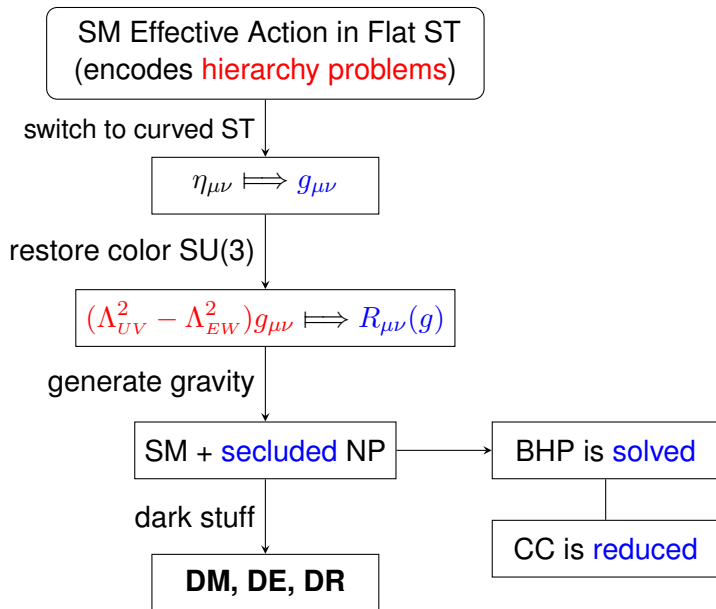 SM Effective Action in Flat ST
(encodes hierarchy problems)
switch to curved ST
η_{μν} ⟹ g_{μν}
restore color SU(3)
(Λ²_{UV} − Λ²_{EW})g_{μν} ⟹ R_{μν}(g)
generate gravity
SM + secluded NP
BHP is solved
dark stuff
CC is reduced
DM, DE, DR